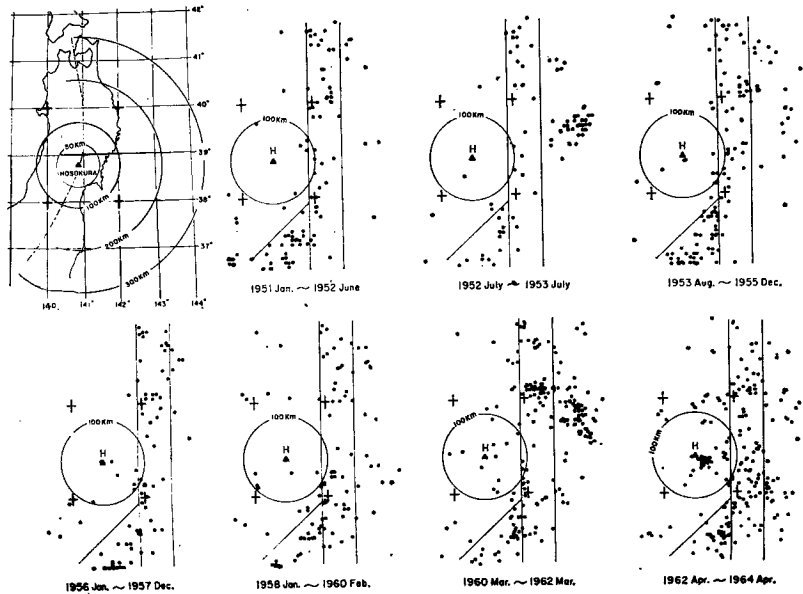 42°
41°
40°
39°
38°
37°
140
141°
142°
143°
144°
50Km
HOSOKURA
100Km
200Km
300Km
100Km
H
1951 Jan. ~ 1952 June
100Km
H
1952 July ~ 1953 July
100Km
H
1953 Aug. ~ 1955 Dec.
100Km
H
1956 Jan. ~ 1957 Dec.
100Km
H
1958 Jan. ~ 1960 Feb.
100Km
H
1960 Mar. ~ 1962 Mar.
100Km
H
1962 Apr. ~ 1964 Apr.